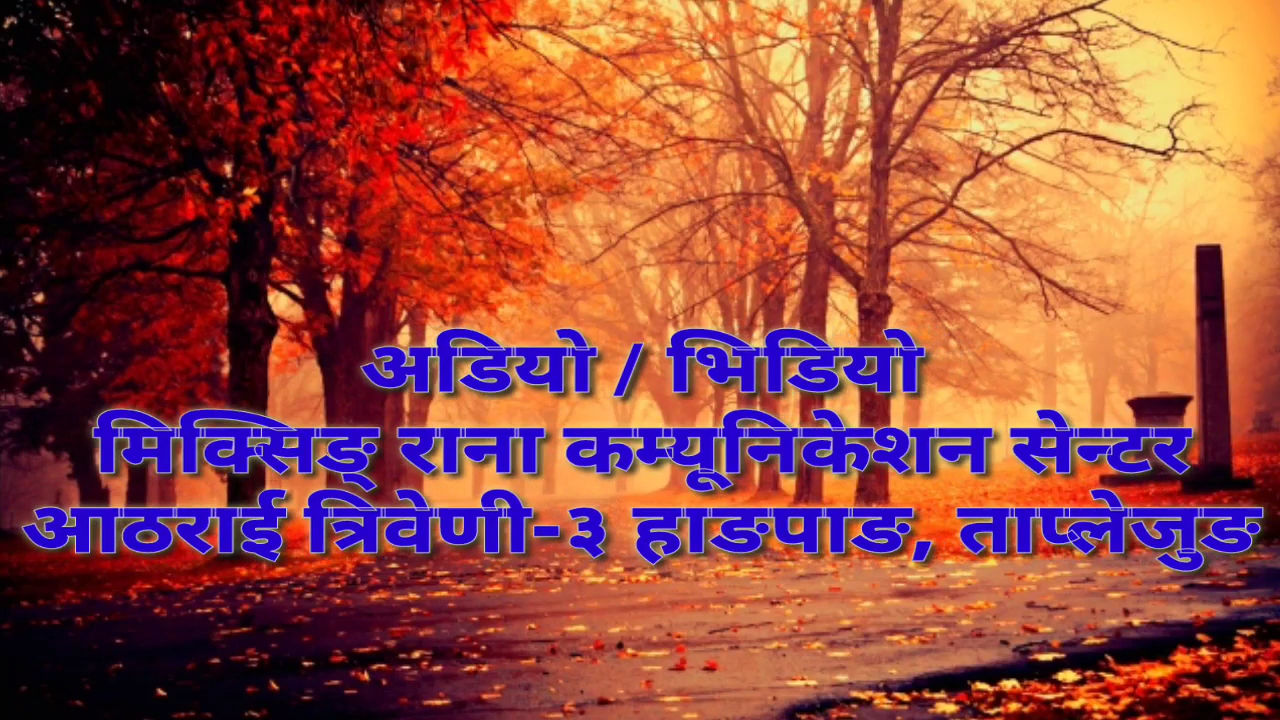 अडियो / भिडियो
मिक्सिङ् राना कम्यूनिकेशन सेन्टर
आठराई त्रिवेणी-३ हाङपाङ, ताप्लेजुङ